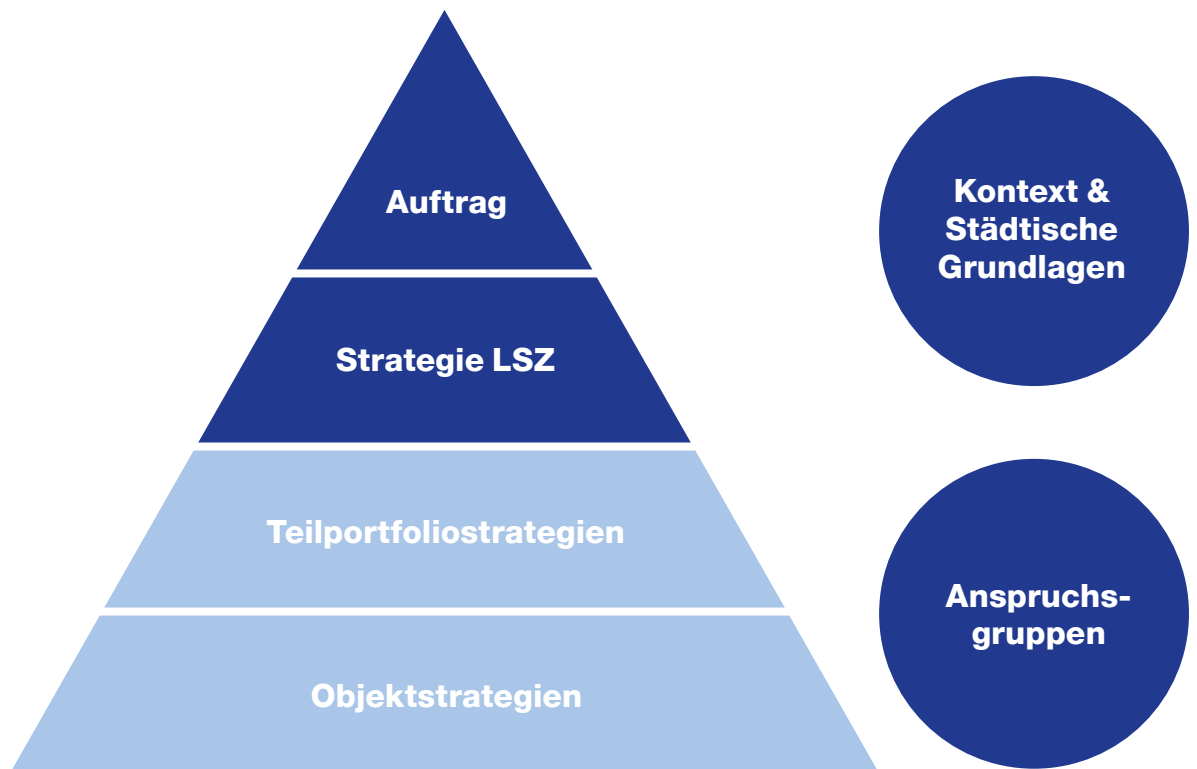 Auftrag
Strategie LSZ
Teilportfoliostrategien
Objektstrategien
Kontext &
Städtische
Grundlagen
Anspruchs-
gruppen